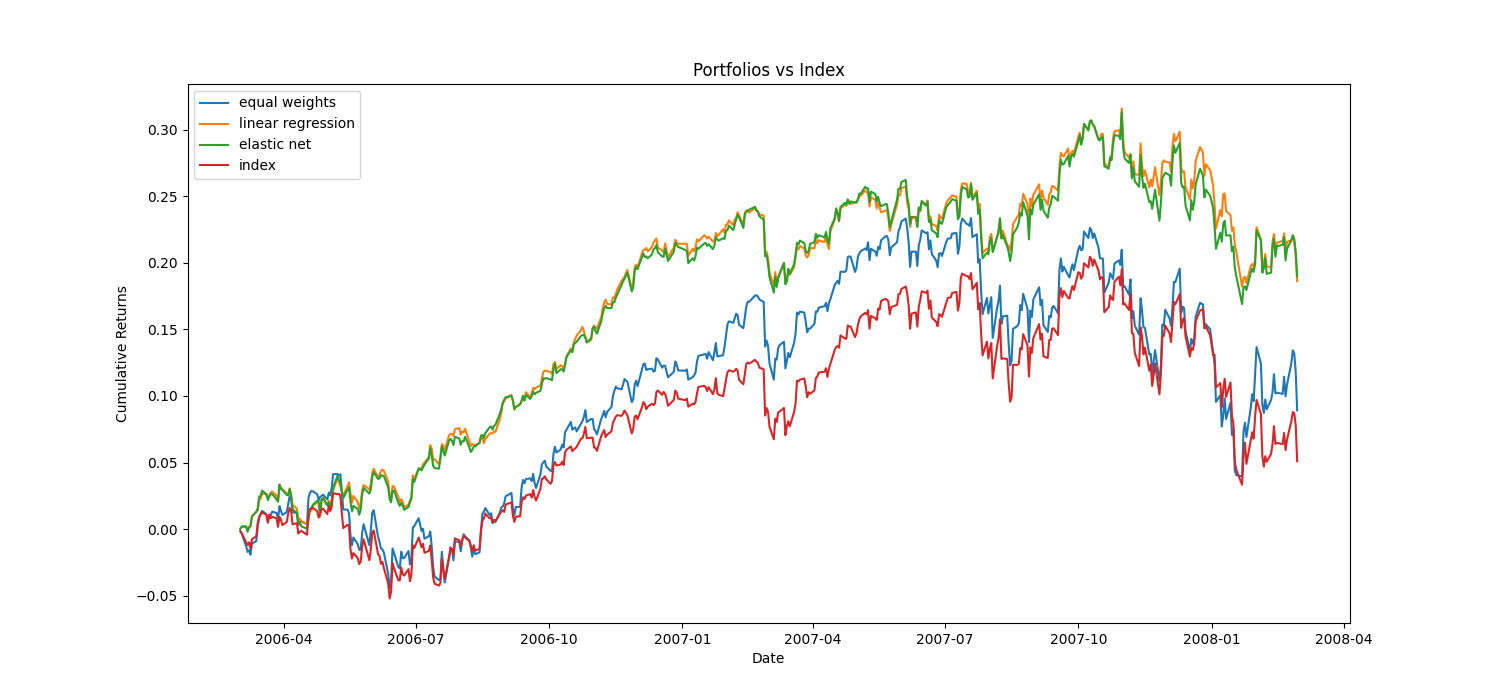 Portfolios vs Index
equal weights
linear regression
elastic net
index
Cumulative Returns
0.30
0.25
0.20
0.15
0.10
0.05
0.00
−0.05
2006-04 2006-07 2006-10 2007-01 2007-04 2007-07 2007-10 2008-01 2008-04
Date